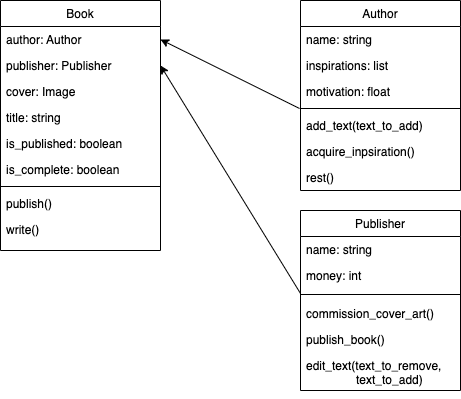 Book
author: Author
publisher: Publisher
cover: Image
title: string
is_published: boolean
is_complete: boolean
publish()
write()
Author
name: string
inspirations: list
motivation: float
add_text(text_to_add)
acquire_inpsiration()
rest()
Publisher
name: string
money: int
commission_cover_art()
publish_book()
edit_text(text_to_remove,
text_to_add)